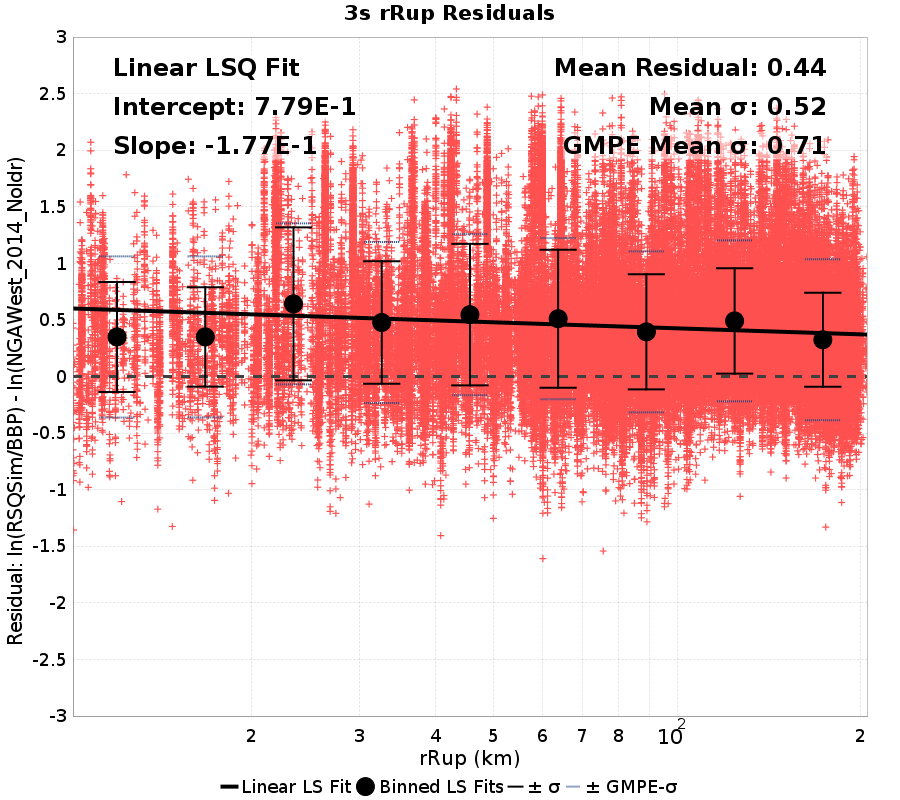 3s rRup Residuals
Linear LSQ Fit
Intercept: 7.79E-1
Slope: -1.77E-1
Mean Residual: 0.44
Mean σ: 0.52
GMPE Mean σ: 0.71
Residual: ln(RSQSim/BBP) - ln(NGAWest_2014_NoIdr)
3
2.5
2
1.5
1
0.5
0
-0.5
-1
-1.5
-2
-2.5
-3
2 3 4 5 6 7 8 10² 2
rRup (km)
Linear LS Fit Binned LS Fits ± σ ± GMPE-σ